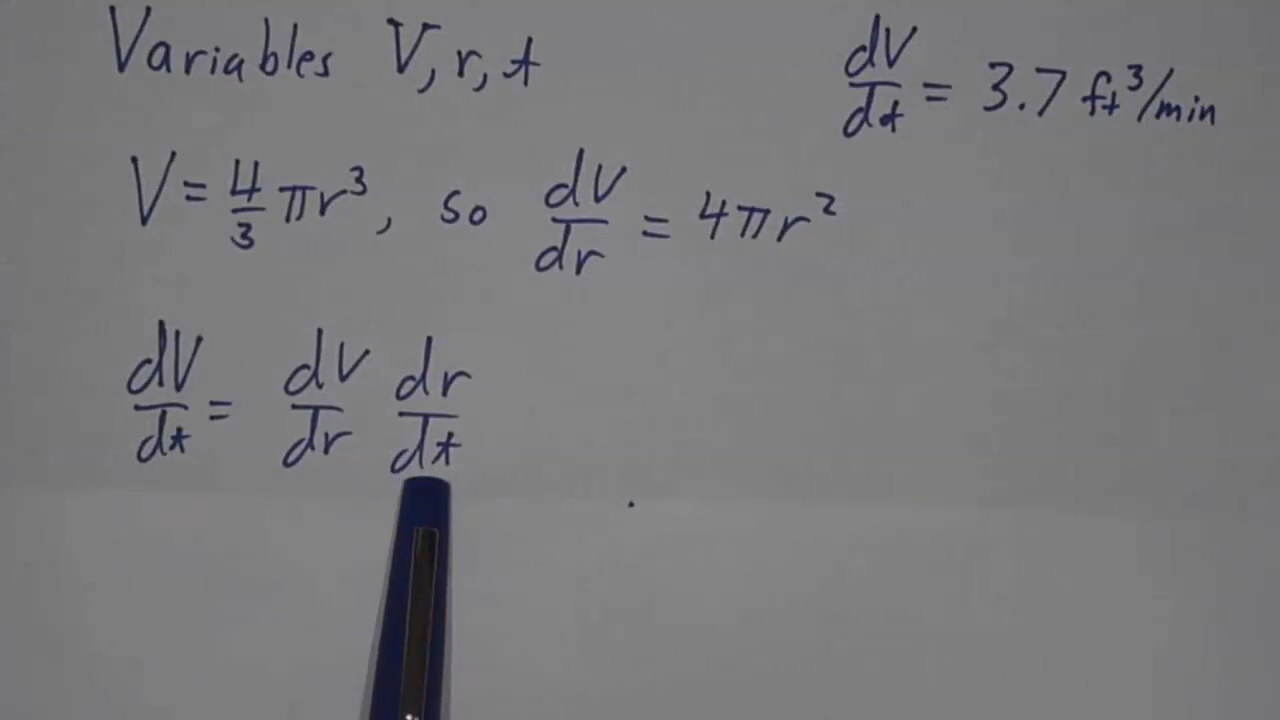 Variables V, r, t
dV/dt = 3.7 ft³/min
V = 4/3 πr³, so dV/dr = 4πr²
dV/dt = dV/dr dr/dt